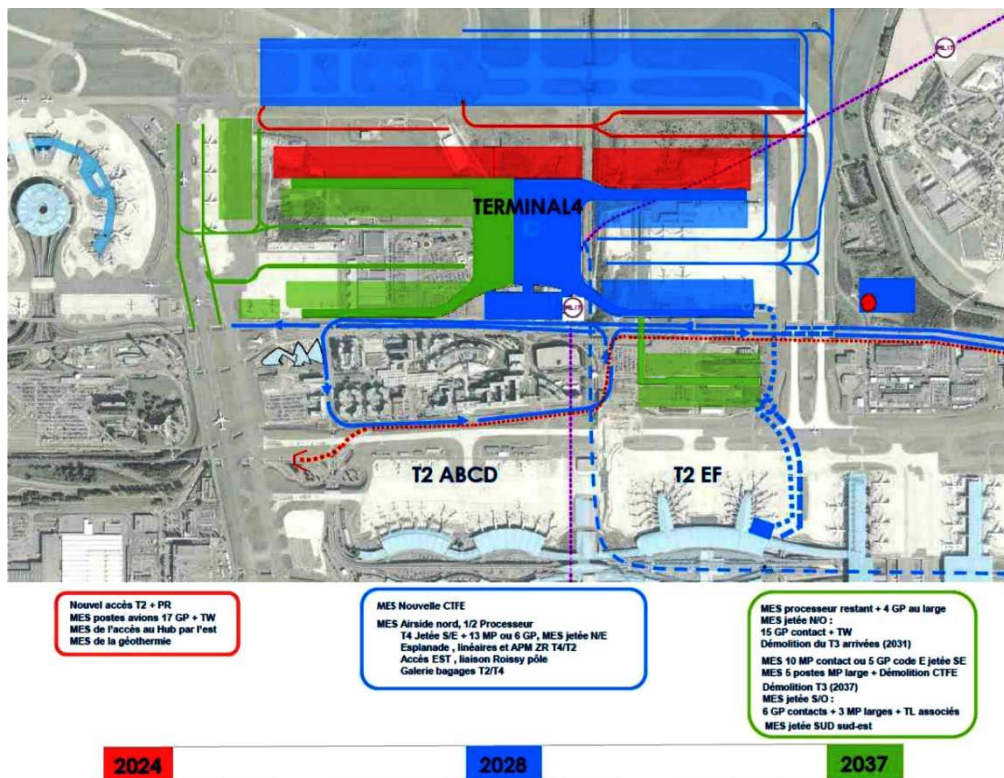 TERMINAL4
T2 ABCD
T2 EF
Nouvel accès T2 + PR
MES postes avions 17 GP + TW
MES de l'accès au Hub par l'est
MES de la géothermie
MES Nouvelle CTFE
MES Airside nord, 1/2 Processeur
T4 Jetée S/E + 13 MP ou 6 GP, MES jetée N/E
Esplanade , linéaires et APM ZR T4/T2
Accès EST , liaison Roissy pôle
Galerie bagages T2/T4
MES processeur restant + 4 GP au large
MES jetée N/O :
15 GP contact + TW
Démolition du T3 arrivées (2031)
MES 10 MP contact ou 5 GP code E jetée SE
MES 5 postes MP large + Démolition CTFE
Démolition T3 (2037)
MES jetée S/O :
6 GP contacts + 3 MP larges + TL associés
MES jetée SUD sud-est
2024
2028
2037